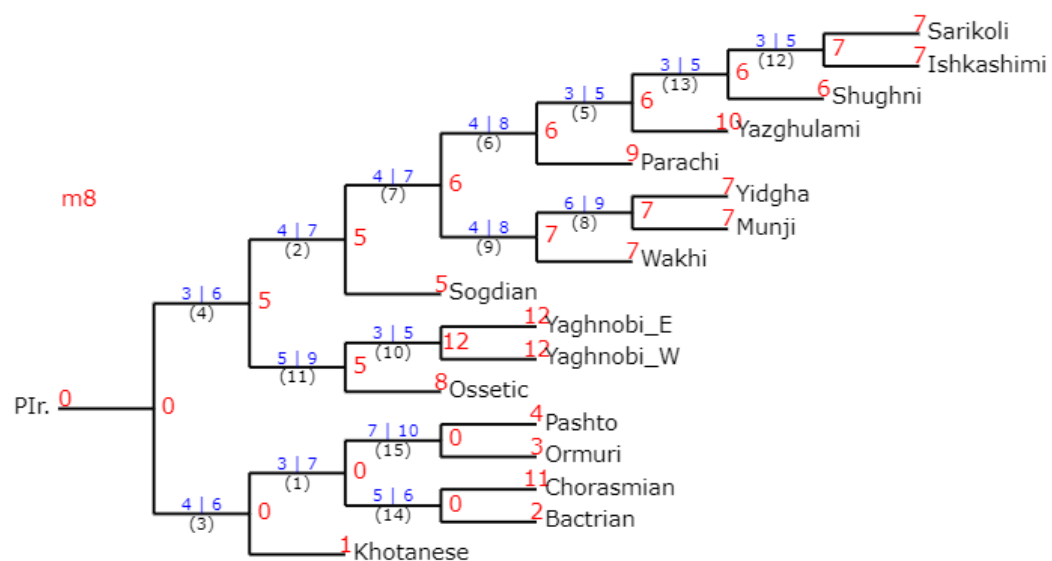 7 Sarikoli
3 | 5
(12)
7
7 Ishkashimi
3 | 5
(13)
6
6 Shughni
3 | 5
(5)
6
10 Yazghulami
4 | 8
(6)
6
9 Parachi
m8
4 | 7
(7)
6
7 Yidgha
6 | 9
(8)
7
7 Munji
4 | 8
(9)
7
7 Wakhi
4 | 7
(2)
5
5 Sogdian
3 | 6
(4)
5
12 Yaghnobi_E
3 | 5
(10)
12
12 Yaghnobi_W
5 | 9
(11)
5
8 Ossetic
PIr. 0
0
4 Pashto
7 | 10
(15)
0
3 Ormuri
3 | 7
(1)
0
11 Chorasmian
5 | 6
(14)
0
2 Bactrian
4 | 6
(3)
0
1 Khotanese